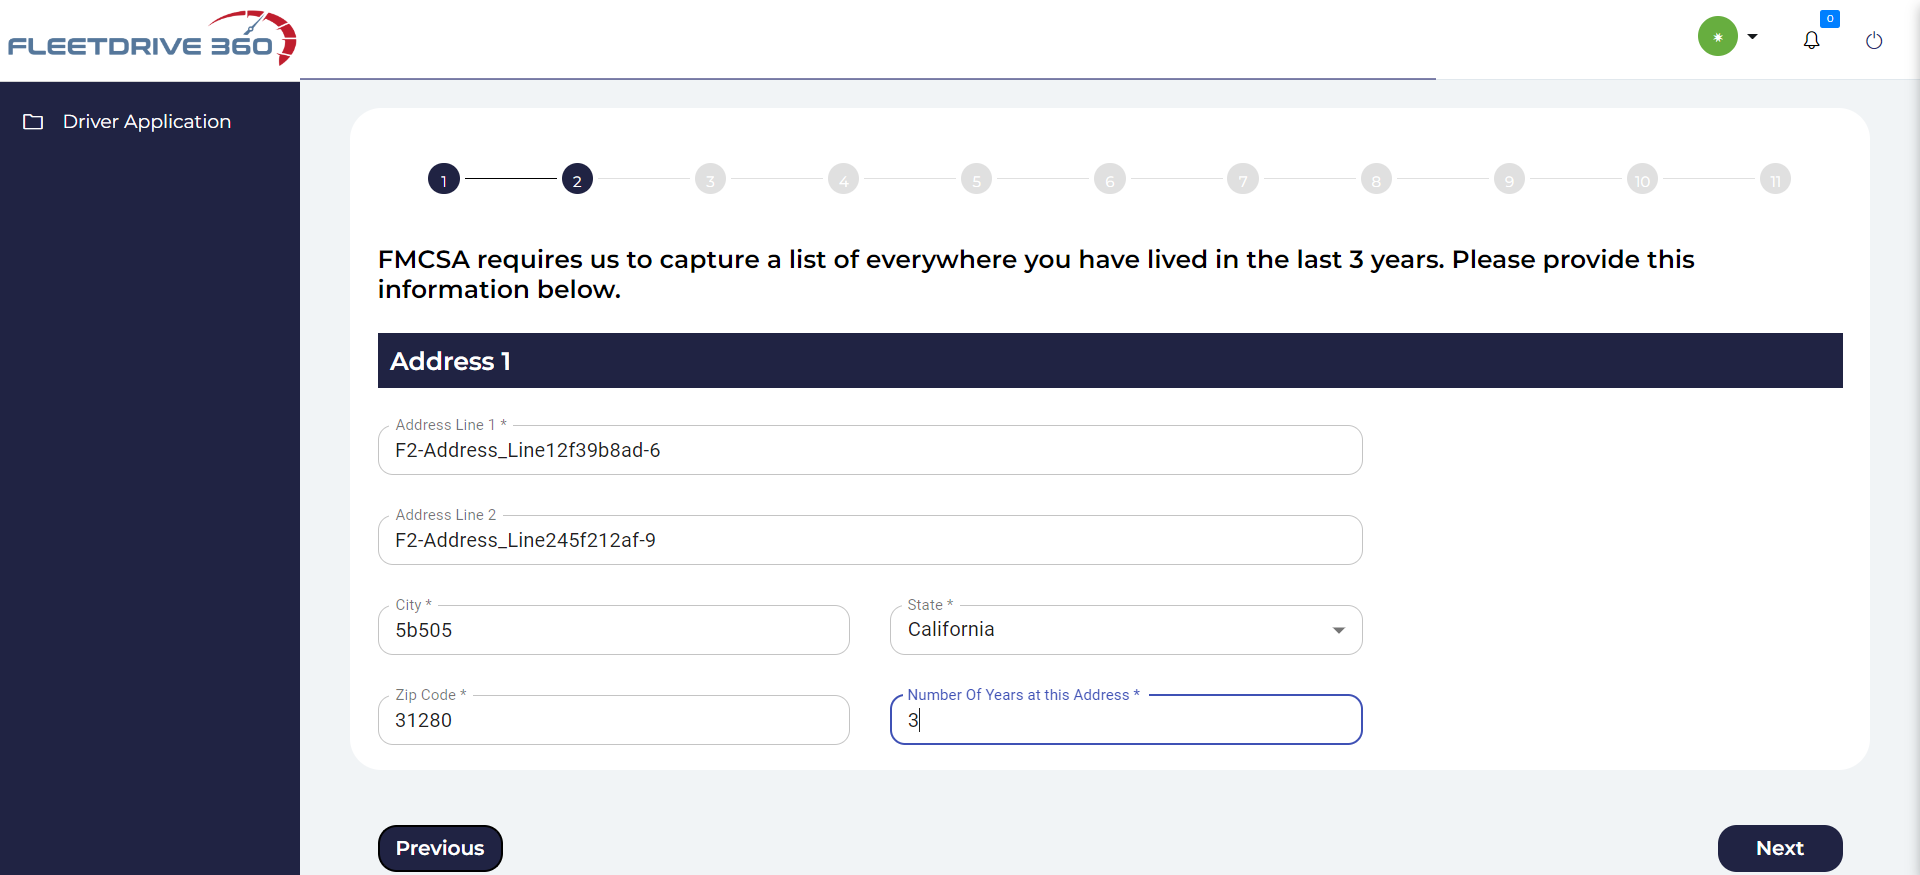 FLEETDRIVE 360
0
Driver Application
1 2 3 4 5 6 7 8 9 10 11
FMCSA requires us to capture a list of everywhere you have lived in the last 3 years. Please provide this
information below.
Address 1
Address Line 1 *
F2-Address_Line12f39b8ad-6
Address Line 2
F2-Address_Line245f212af-9
City *
5b505
State *
California
Zip Code *
31280
Number Of Years at this Address *
3
Previous
Next